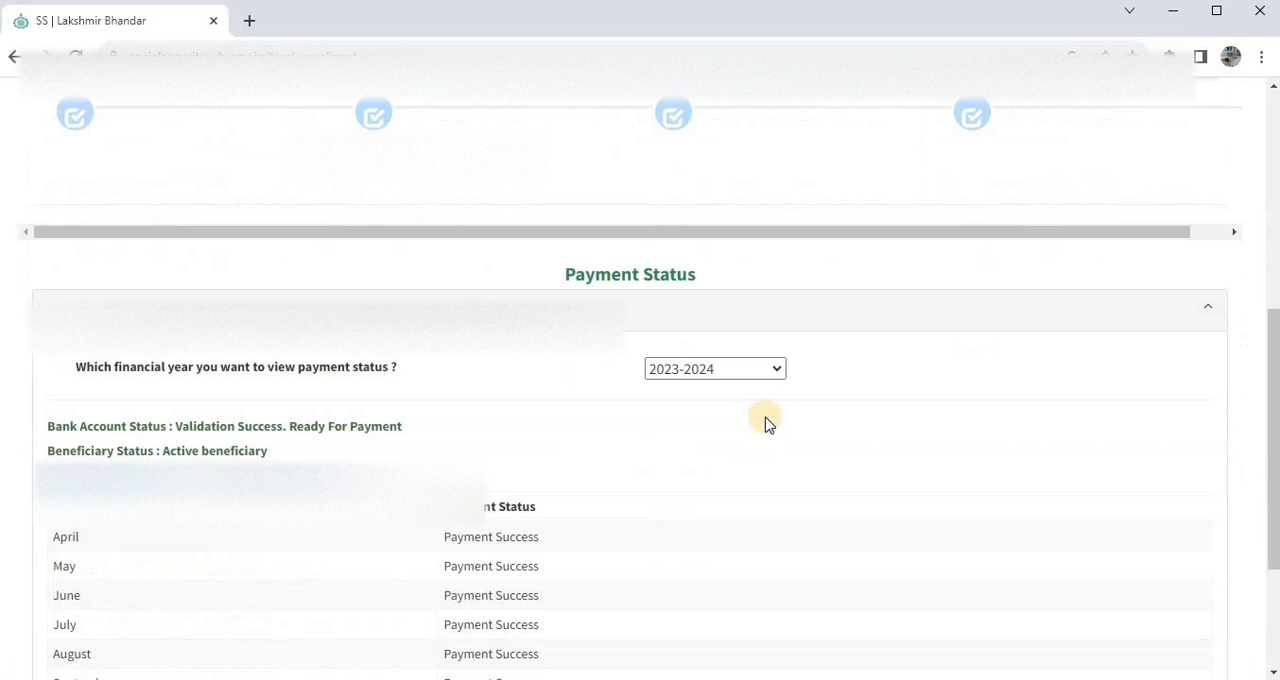 SS | Lakshmir Bhandar
Payment Status
Which financial year you want to view payment status ?
2023-2024
Bank Account Status : Validation Success. Ready For Payment
Beneficiary Status : Active beneficiary
nt Status
April Payment Success
May Payment Success
June Payment Success
July Payment Success
August Payment Success